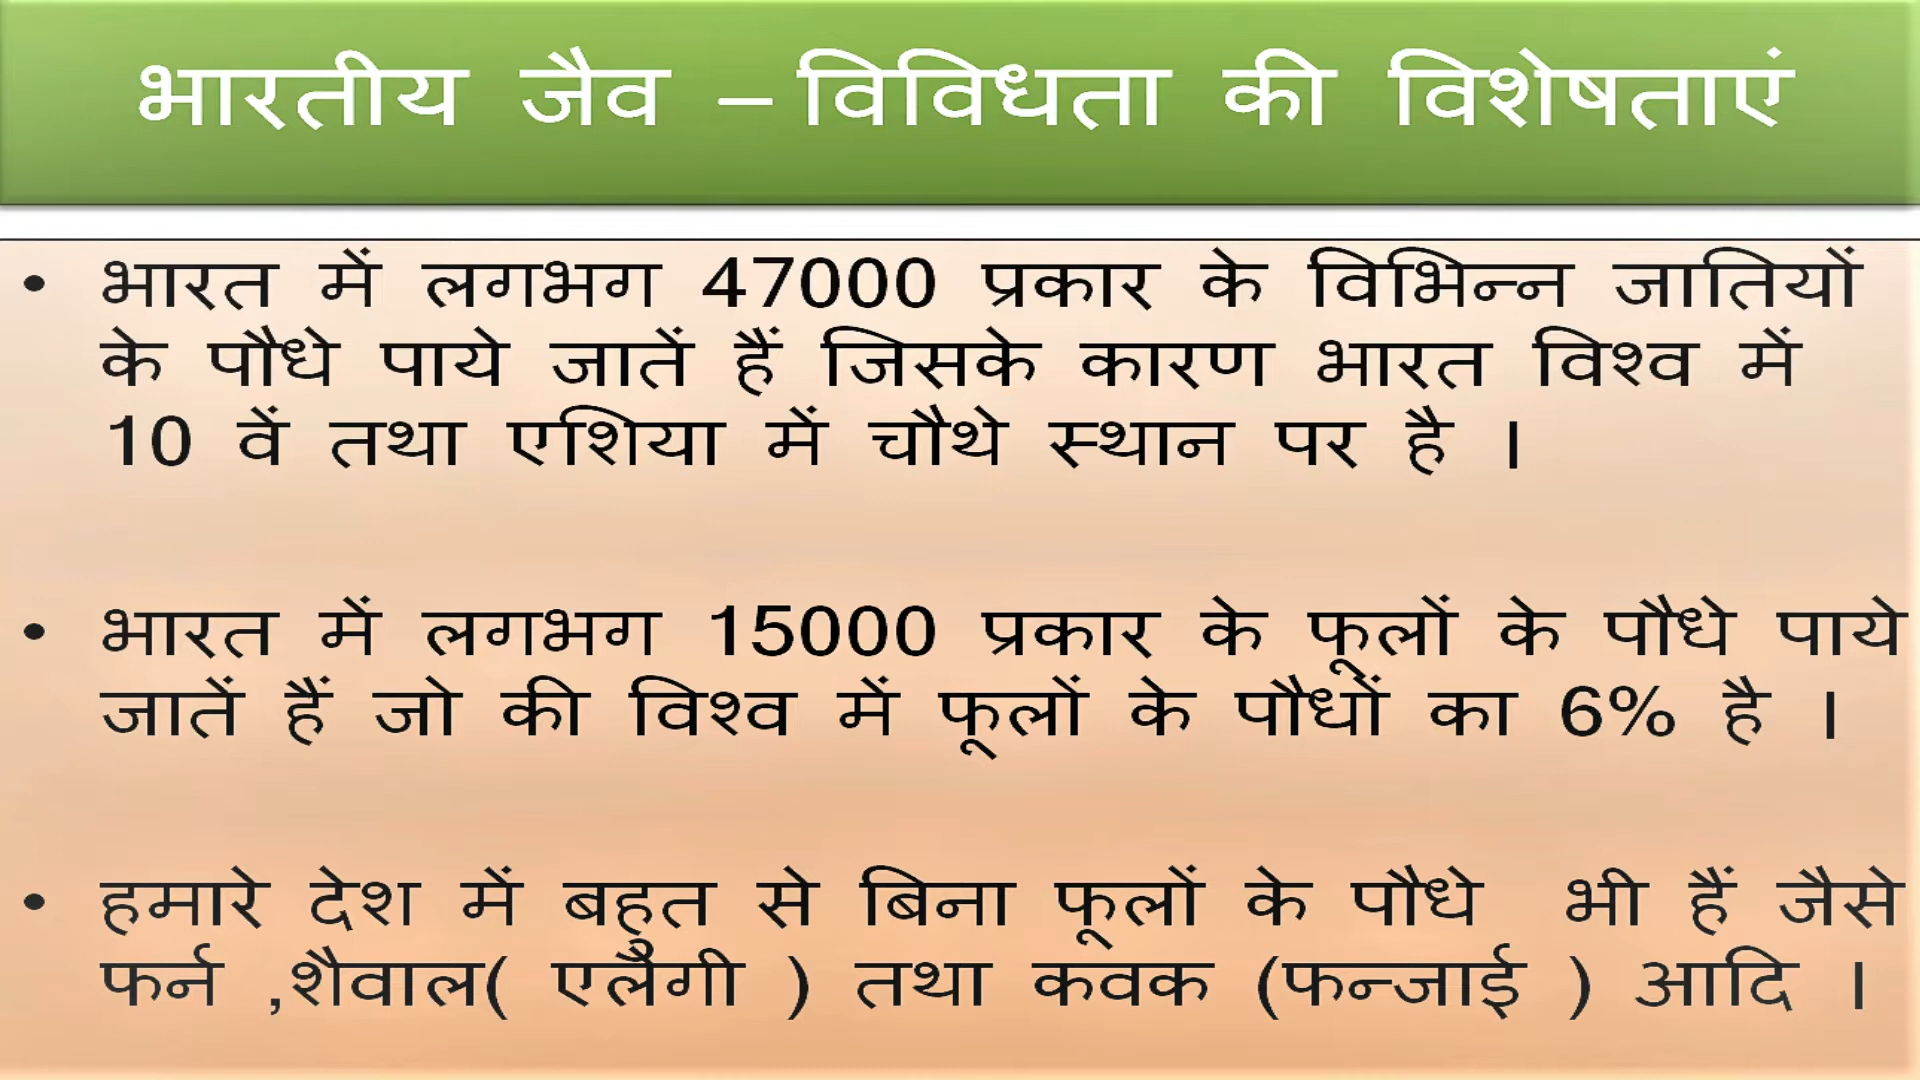 भारतीय जैव – विविधता की विशेषताएं
• भारत में लगभग 47000 प्रकार के विभिन्न जातियों
के पौधे पाये जातें हैं जिसके कारण भारत विश्व में
10 वें तथा एशिया में चौथे स्थान पर है ।
• भारत में लगभग 15000 प्रकार के फूलों के पौधे पाये
जातें हैं जो की विश्व में फूलों के पौधों का 6% है ।
• हमारे देश में बहुत से बिना फूलों के पौधे भी हैं जैसे
फर्न ,शैवाल( एलैगी ) तथा कवक (फन्जाई ) आदि ।